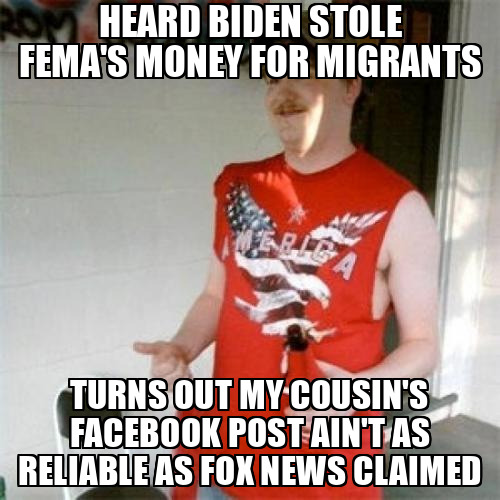 HEARD BIDEN STOLE
FEMA'S MONEY FOR MIGRANTS
AMERICA
TURNS OUT MY COUSIN'S
FACEBOOK POST AIN'T AS
RELIABLE AS FOX NEWS CLAIMED